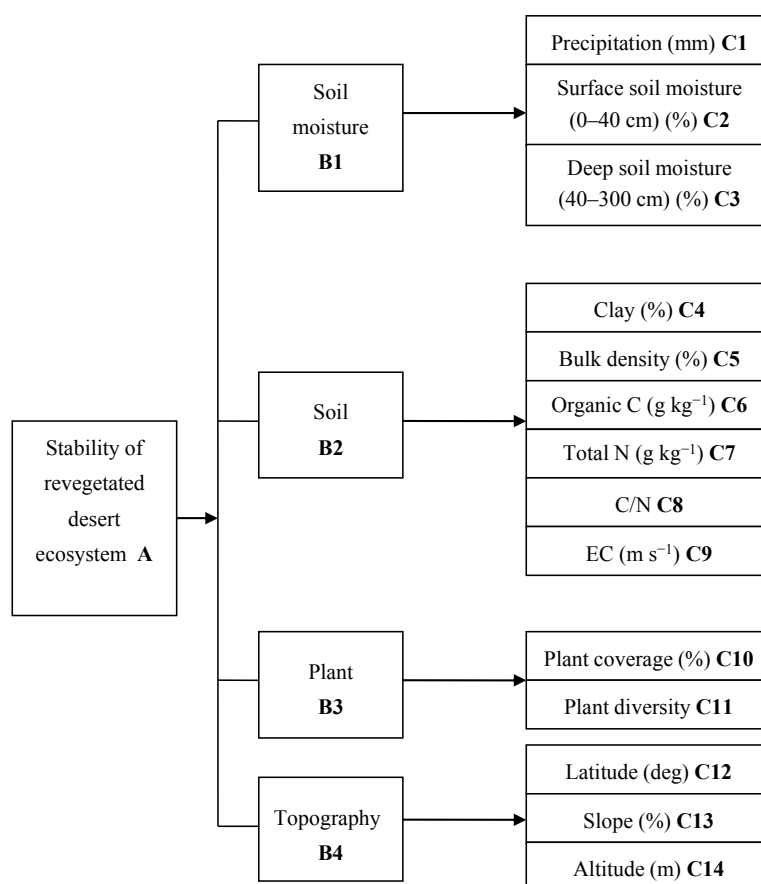 Precipitation (mm) C1
Surface soil moisture
(0–40 cm) (%) C2
Deep soil moisture
(40–300 cm) (%) C3
Soil
moisture
B1
Clay (%) C4
Bulk density (%) C5
Organic C (g kg⁻¹) C6
Total N (g kg⁻¹) C7
C/N C8
EC (m s⁻¹) C9
Soil
B2
Stability of
revegetated
desert
ecosystem A
Plant
B3
Plant coverage (%) C10
Plant diversity C11
Topography
B4
Latitude (deg) C12
Slope (%) C13
Altitude (m) C14